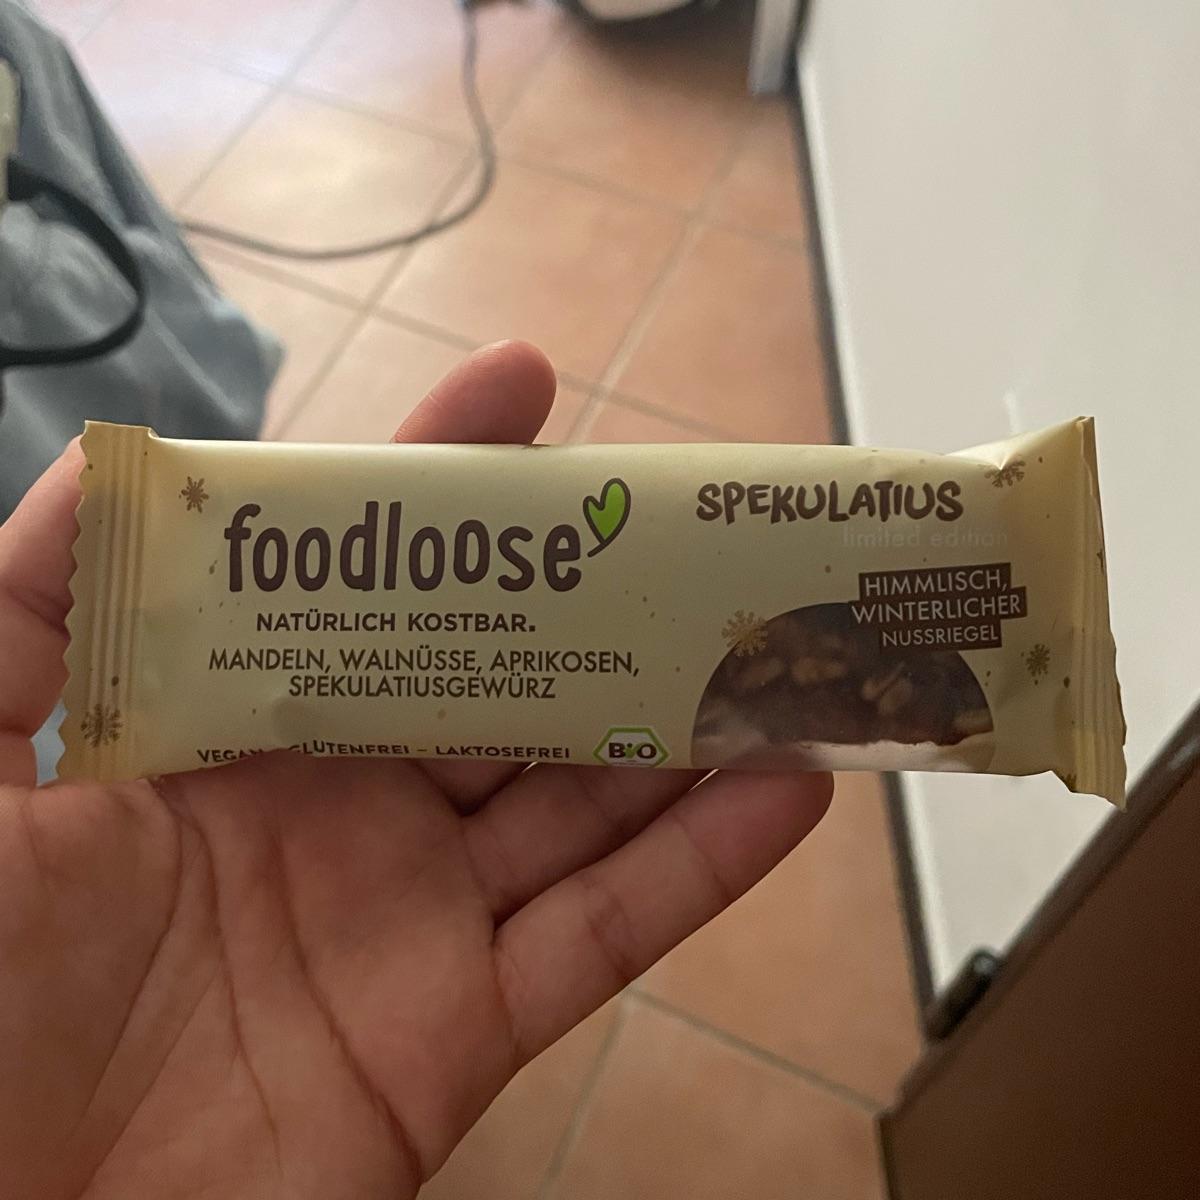 foodloose
NATÜRLICH KOSTBAR.
MANDELN, WALNÜSSE, APRIKOSEN,
SPEKULATIUSGEWÜRZ
VEGAN GLUTENFREI – LAKTOSEFREI
BIO
SPEKULATIUS
limited edition
HIMMLISCH,
WINTERLICHER
NUSSRIEGEL